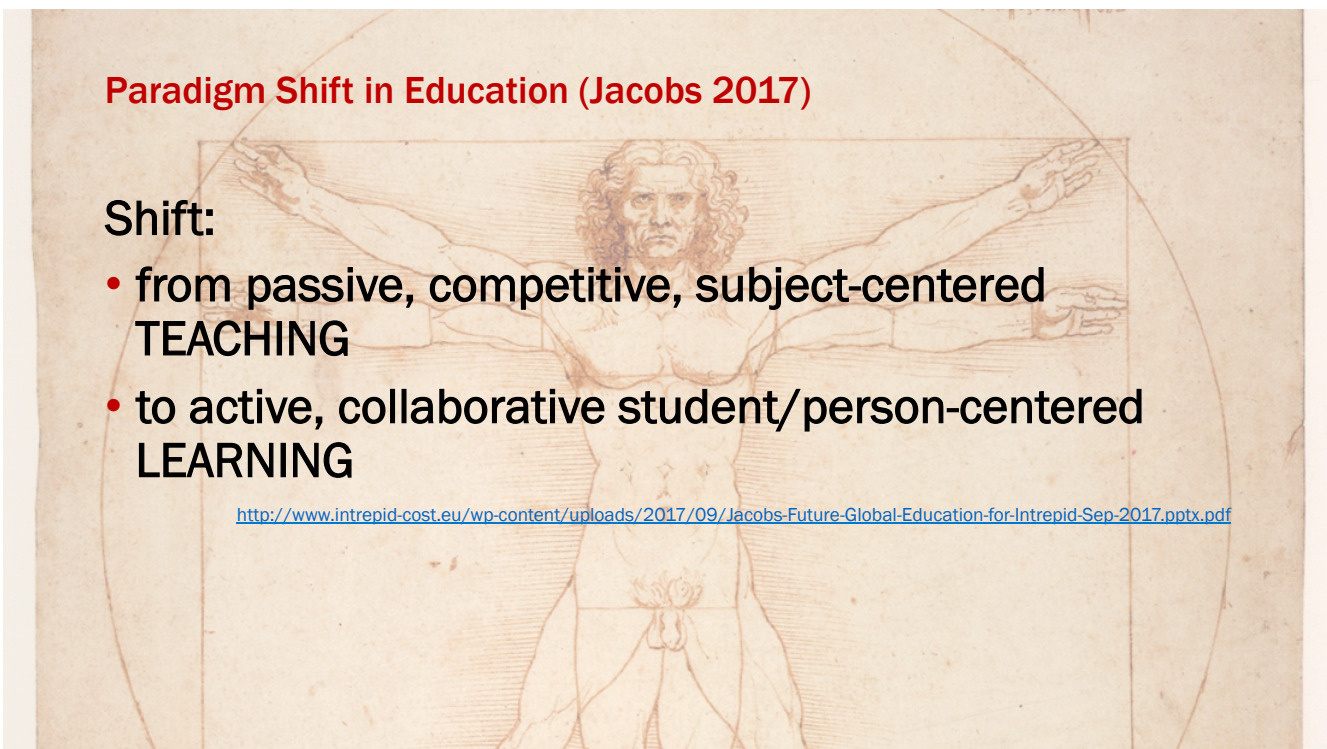 Paradigm Shift in Education (Jacobs 2017)
Shift:
• from passive, competitive, subject-centered
TEACHING
• to active, collaborative student/person-centered
LEARNING
http://www.intrepid-cost.eu/wp-content/uploads/2017/09/Jacobs-Future-Global-Education-for-Intrepid-Sep-2017.pptx.pdf